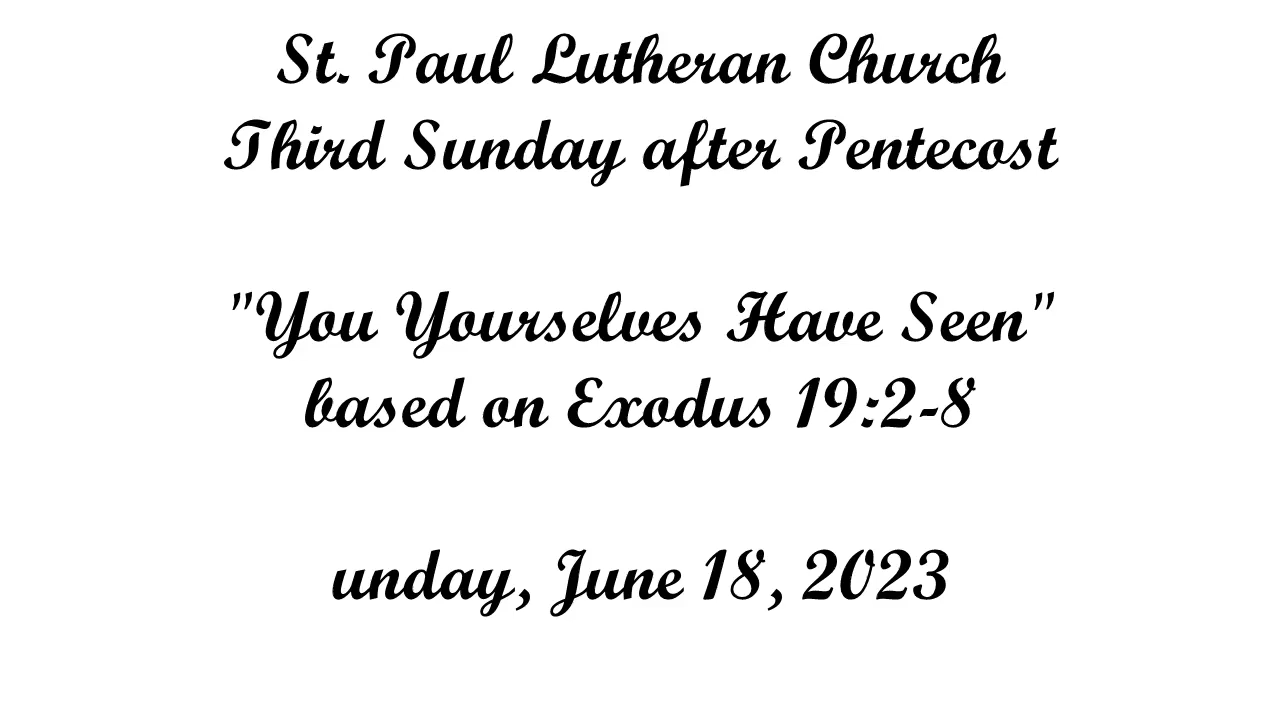 St. Paul Lutheran Church
Third Sunday after Pentecost
"You Yourselves Have Seen"
based on Exodus 19:2-8
unday, June 18, 2023